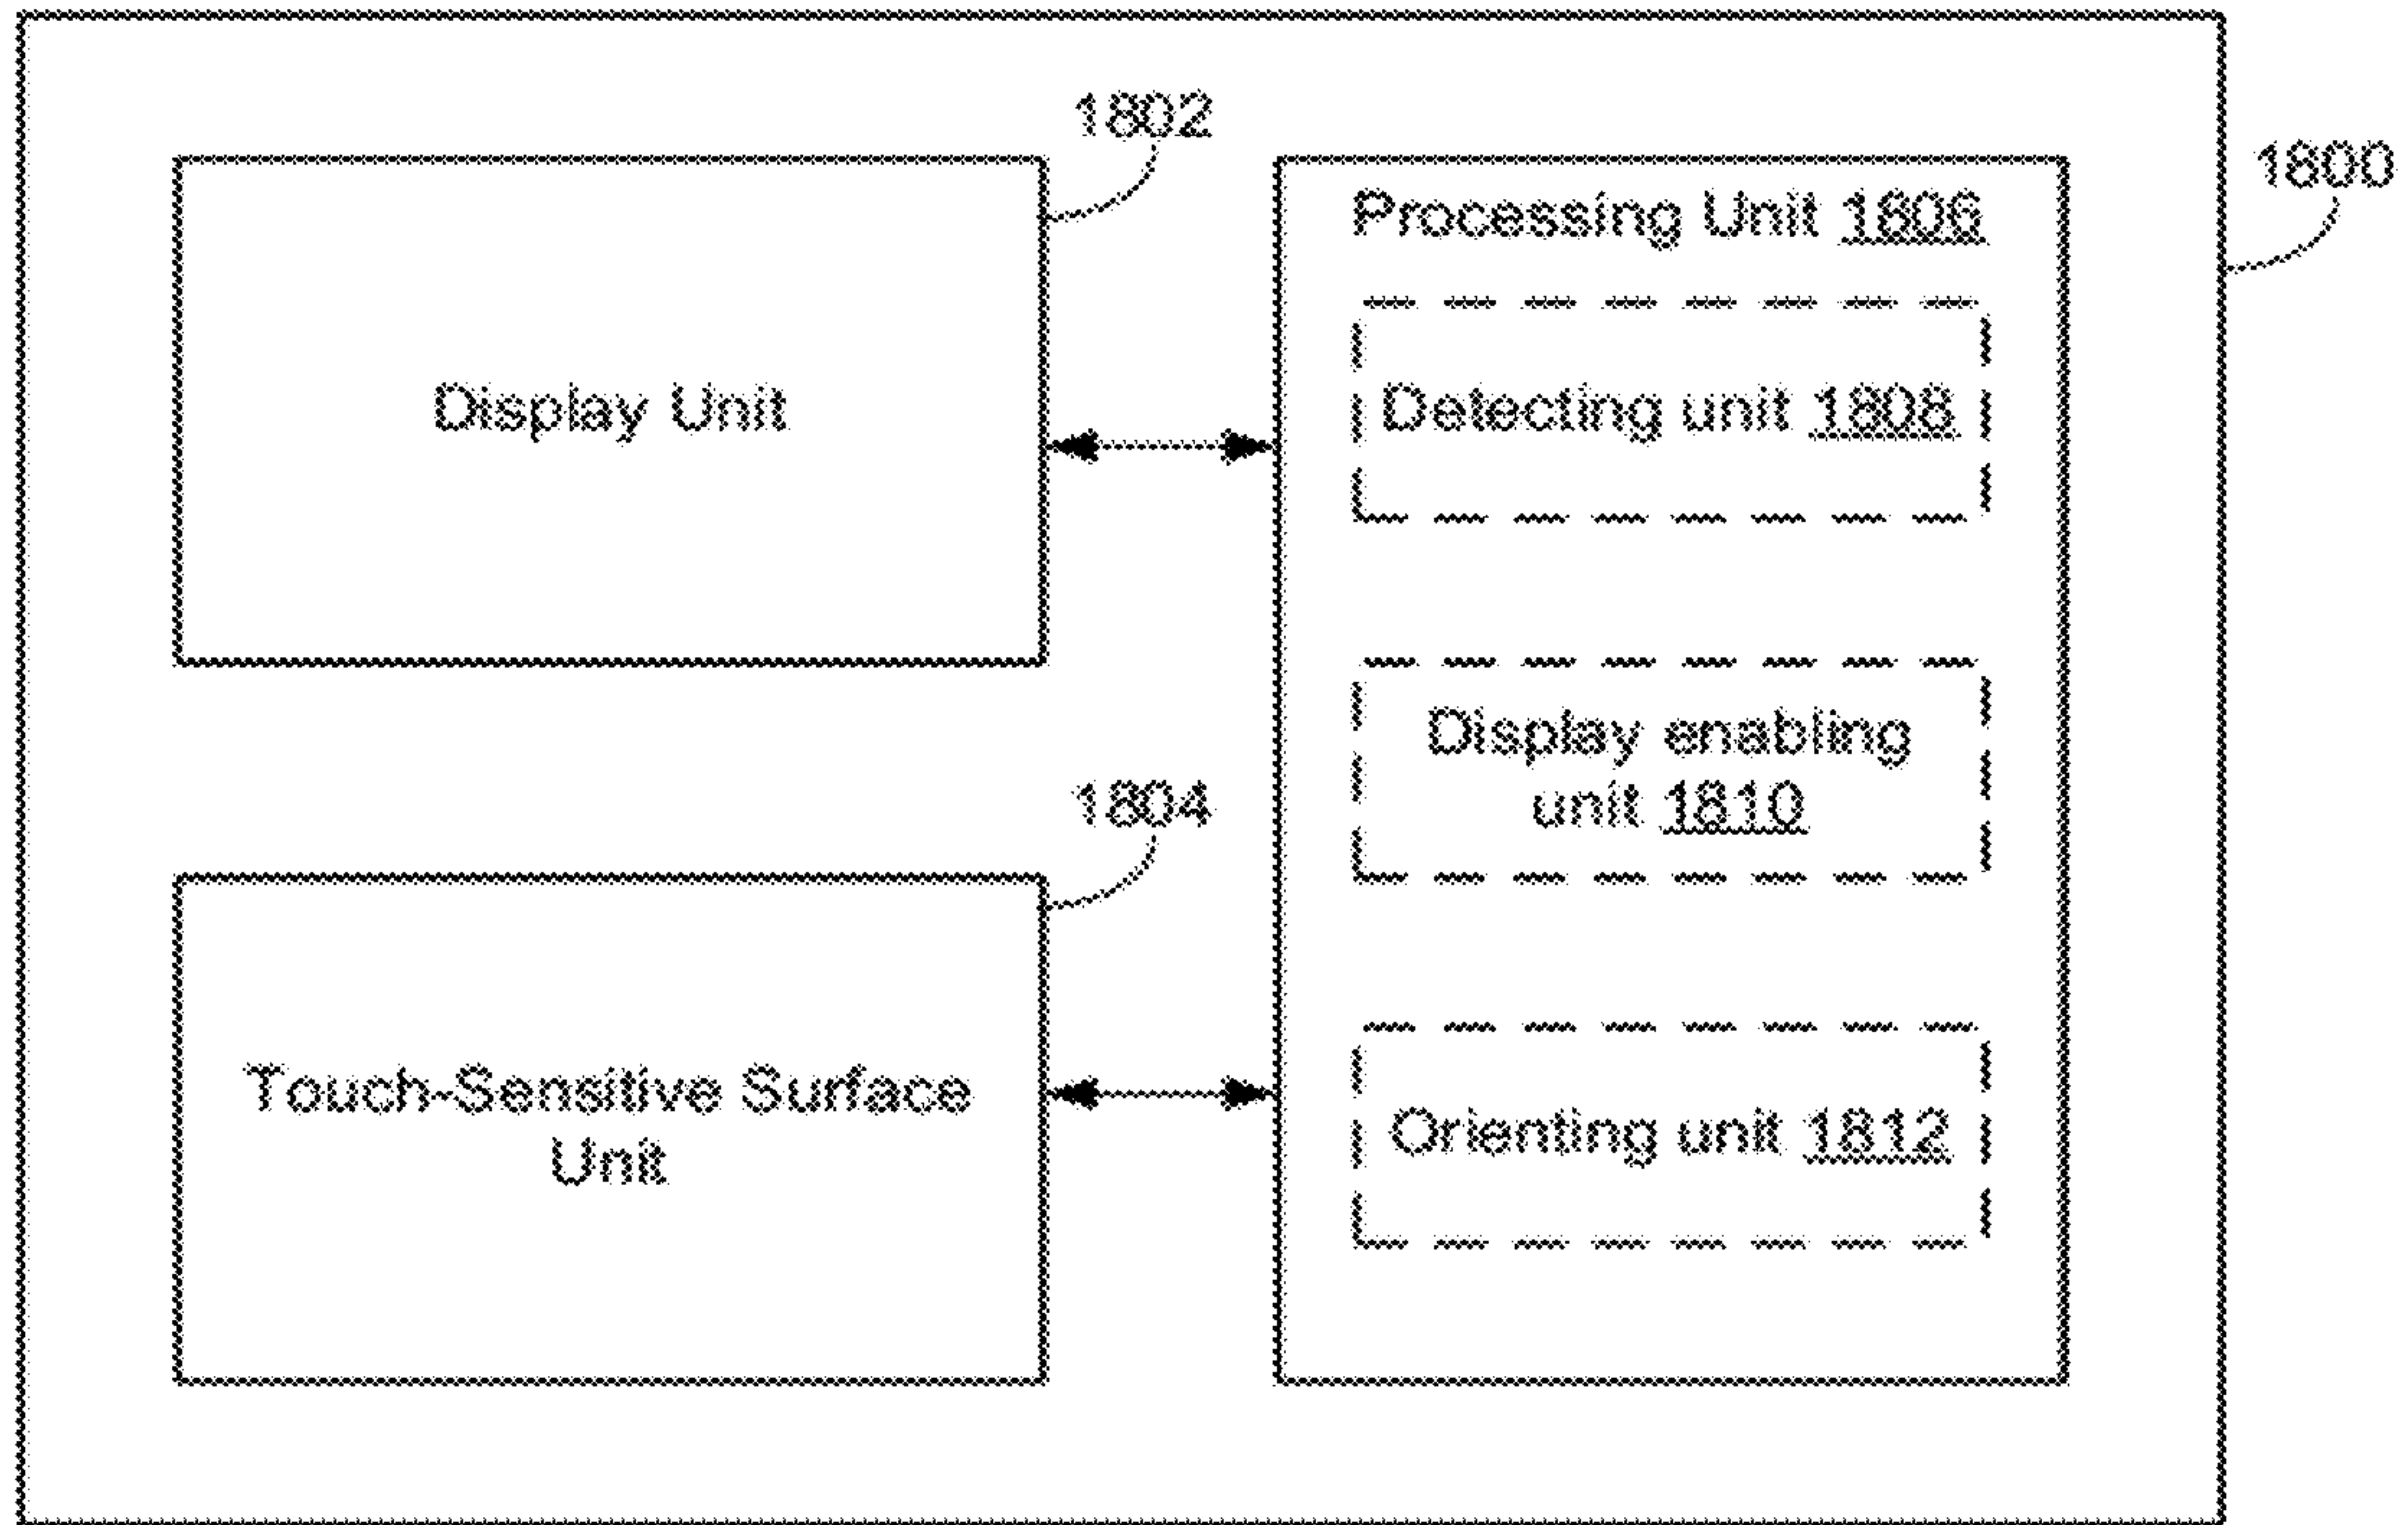 1802
1800
Processing Unit 1806
Display Unit
Detecting unit 1808
Display enabling
unit 1810
1804
Touch-Sensitive Surface
Unit
Orienting unit 1812